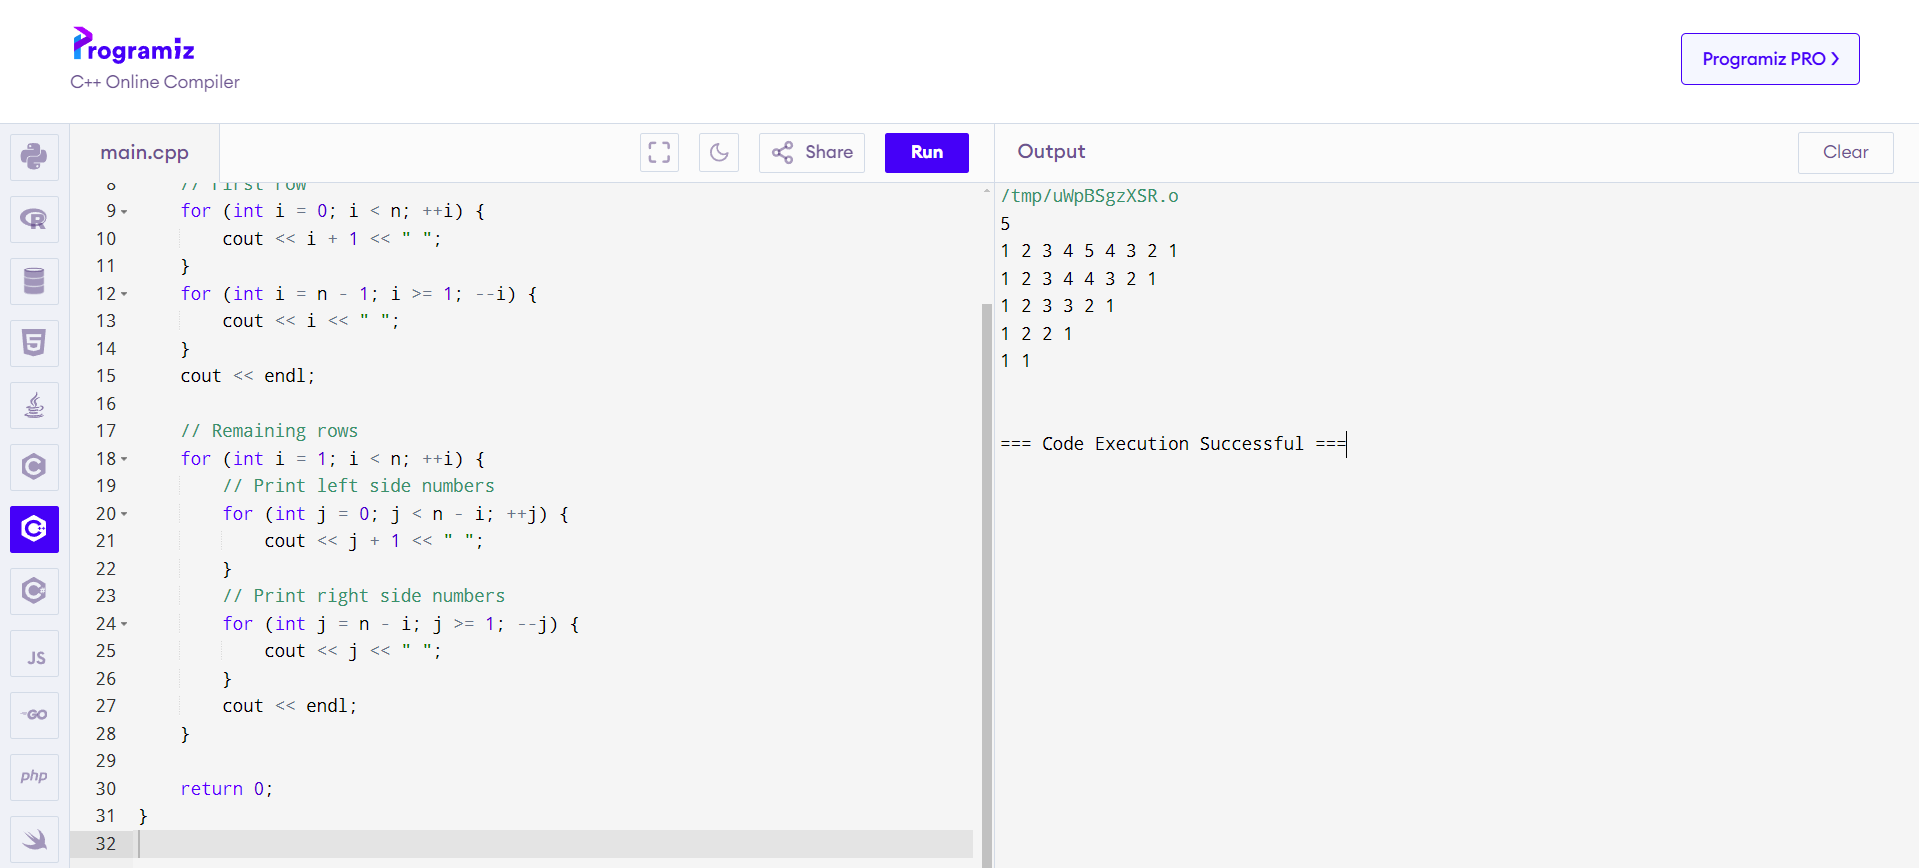 Programiz
C++ Online Compiler
Programiz PRO >
main.cpp
Share
Run
Output
Clear
8 // First row
9 for (int i = 0; i < n; ++i) {
10 cout << i + 1 << " ";
11 }
12 for (int i = n - 1; i >= 1; --i) {
13 cout << i << " ";
14 }
15 cout << endl;
16
17 // Remaining rows
18 for (int i = 1; i < n; ++i) {
19 // Print left side numbers
20 for (int j = 0; j < n - i; ++j) {
21 cout << j + 1 << " ";
22 }
23 // Print right side numbers
24 for (int j = n - i; j >= 1; --j) {
25 cout << j << " ";
26 }
27 cout << endl;
28 }
29
30 return 0;
31 }
32
/tmp/uWpBSgzXSR.o
5
1 2 3 4 5 4 3 2 1
1 2 3 4 4 3 2 1
1 2 3 3 2 1
1 2 2 1
1 1
=== Code Execution Successful ===
R
5
C
C++
C
JS
GO
php